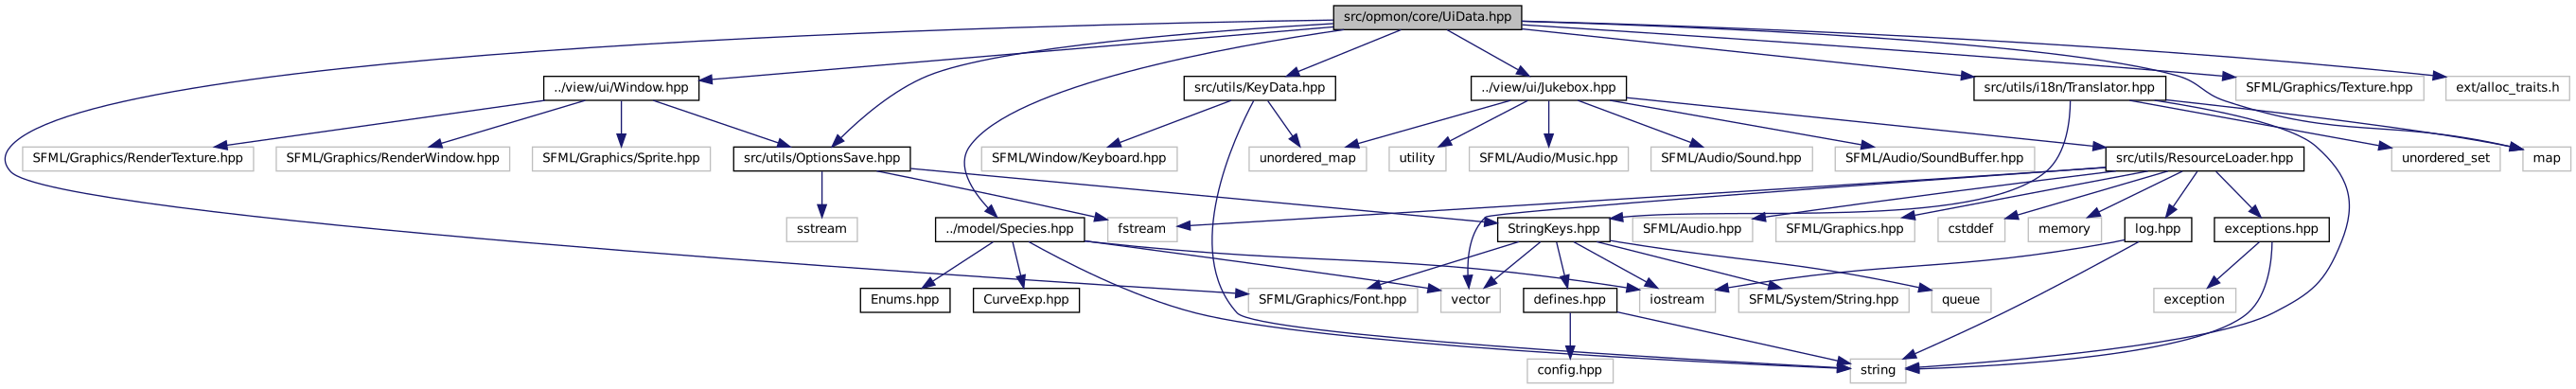 src/opmon/core/UiData.hpp
../view/ui/Window.hpp
src/utils/KeyData.hpp
../view/ui/Jukebox.hpp
src/utils/i18n/Translator.hpp
SFML/Graphics/Texture.hpp
ext/alloc_traits.h
SFML/Graphics/RenderTexture.hpp
SFML/Graphics/RenderWindow.hpp
SFML/Graphics/Sprite.hpp
src/utils/OptionsSave.hpp
SFML/Window/Keyboard.hpp
unordered_map
utility
SFML/Audio/Music.hpp
SFML/Audio/Sound.hpp
SFML/Audio/SoundBuffer.hpp
src/utils/ResourceLoader.hpp
unordered_set
map
sstream
fstream
../model/Species.hpp
StringKeys.hpp
SFML/Audio.hpp
SFML/Graphics.hpp
cstddef
memory
log.hpp
exceptions.hpp
Enums.hpp
CurveExp.hpp
SFML/Graphics/Font.hpp
vector
defines.hpp
iostream
SFML/System/String.hpp
queue
exception
config.hpp
string